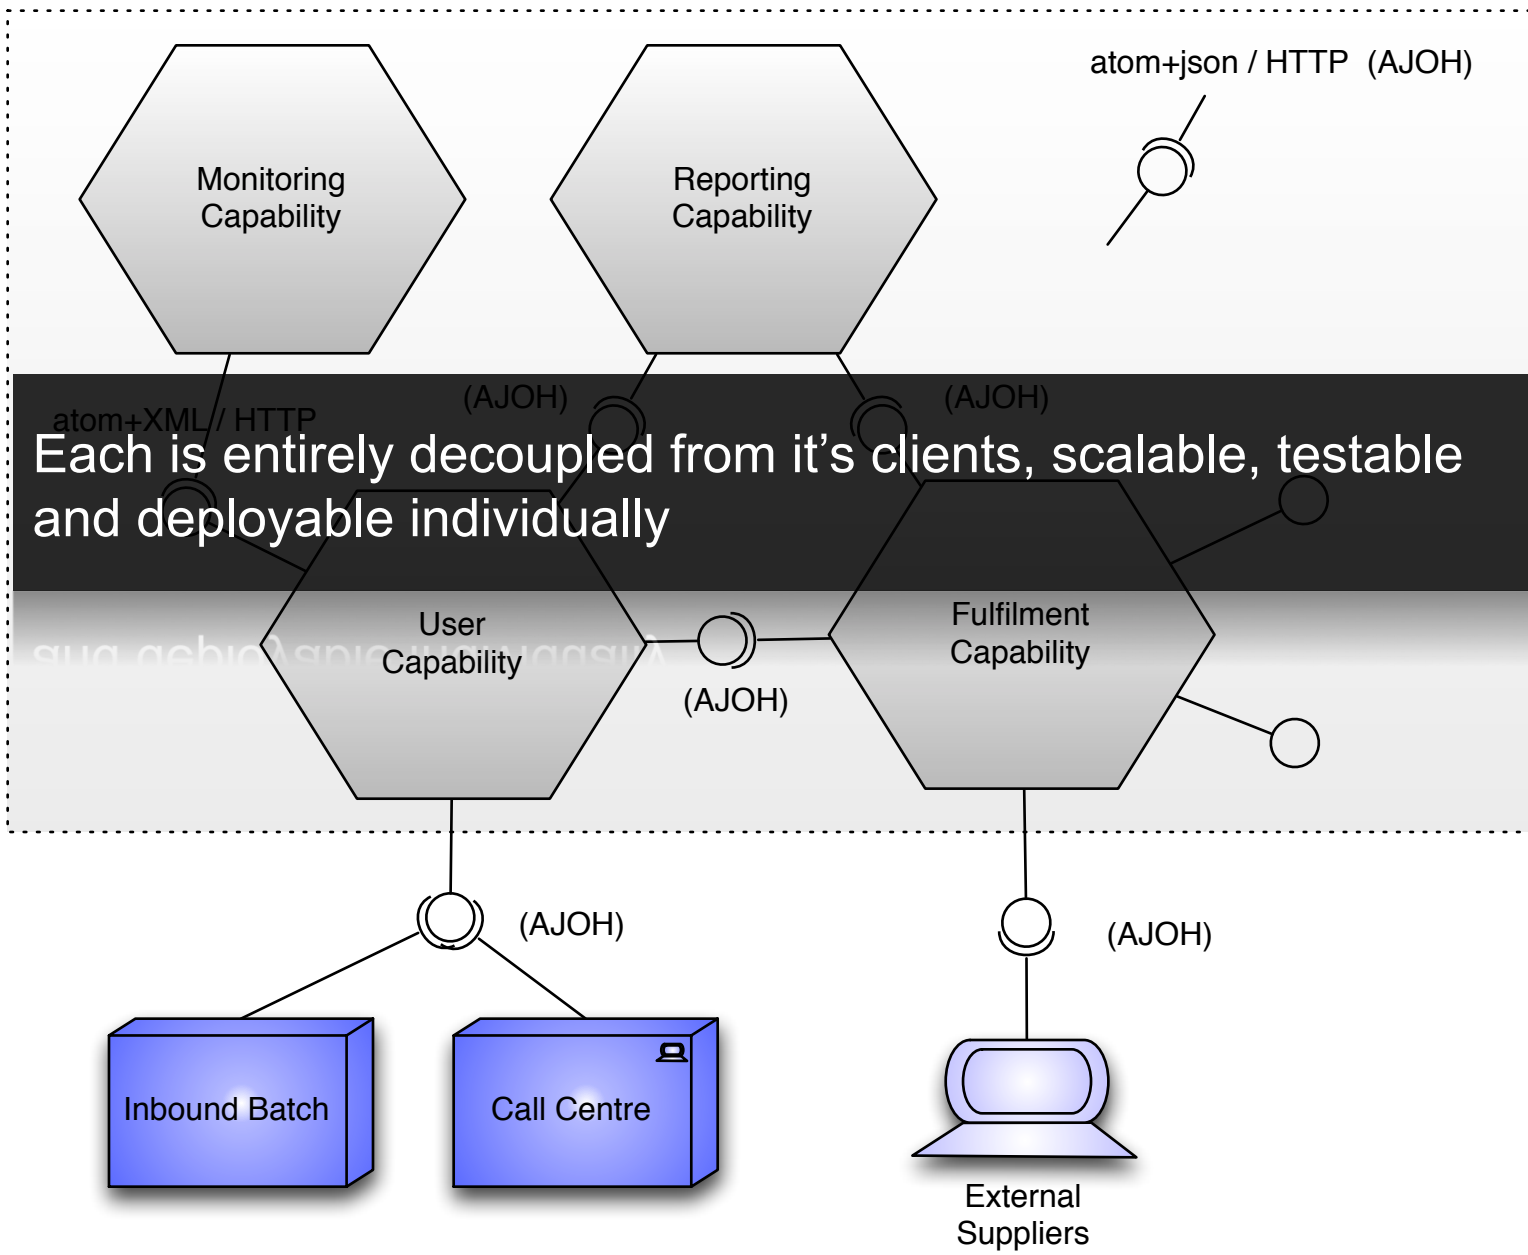 atom+json / HTTP (AJOH)
Monitoring
Capability
Reporting
Capability
(AJOH)
(AJOH)
atom+XML / HTTP
Each is entirely decoupled from it’s clients, scalable, testable
and deployable individually
User
Capability
Fulfilment
Capability
(AJOH)
(AJOH)
(AJOH)
Inbound Batch
Call Centre
External
Suppliers